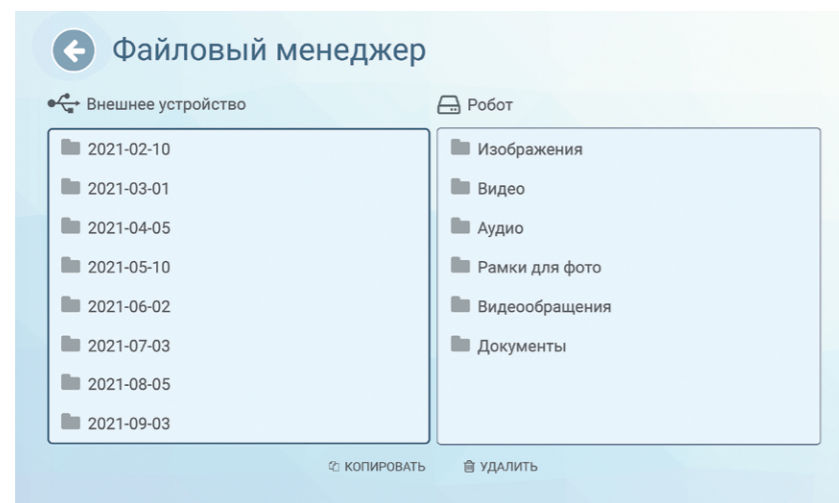 Файловый менеджер
Внешнее устройство
2021-02-10
2021-03-01
2021-04-05
2021-05-10
2021-06-02
2021-07-03
2021-08-05
2021-09-03
Робот
Изображения
Видео
Аудио
Рамки для фото
Видеообращения
Документы
КОПИРОВАТЬ
УДАЛИТЬ